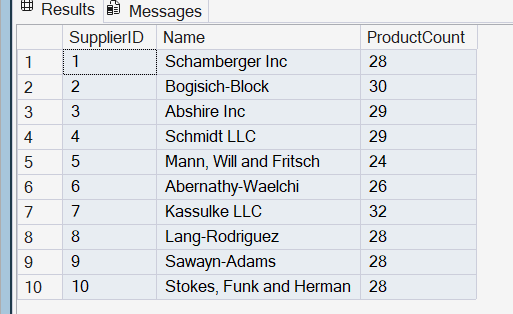 Results Messages
SupplierID Name ProductCount
1 1 Schamberger Inc 28
2 2 Bogisich-Block 30
3 3 Abshire Inc 29
4 4 Schmidt LLC 29
5 5 Mann, Will and Fritsch 24
6 6 Abernathy-Waelchi 26
7 7 Kassulke LLC 32
8 8 Lang-Rodriguez 28
9 9 Sawayn-Adams 28
10 10 Stokes, Funk and Herman 28